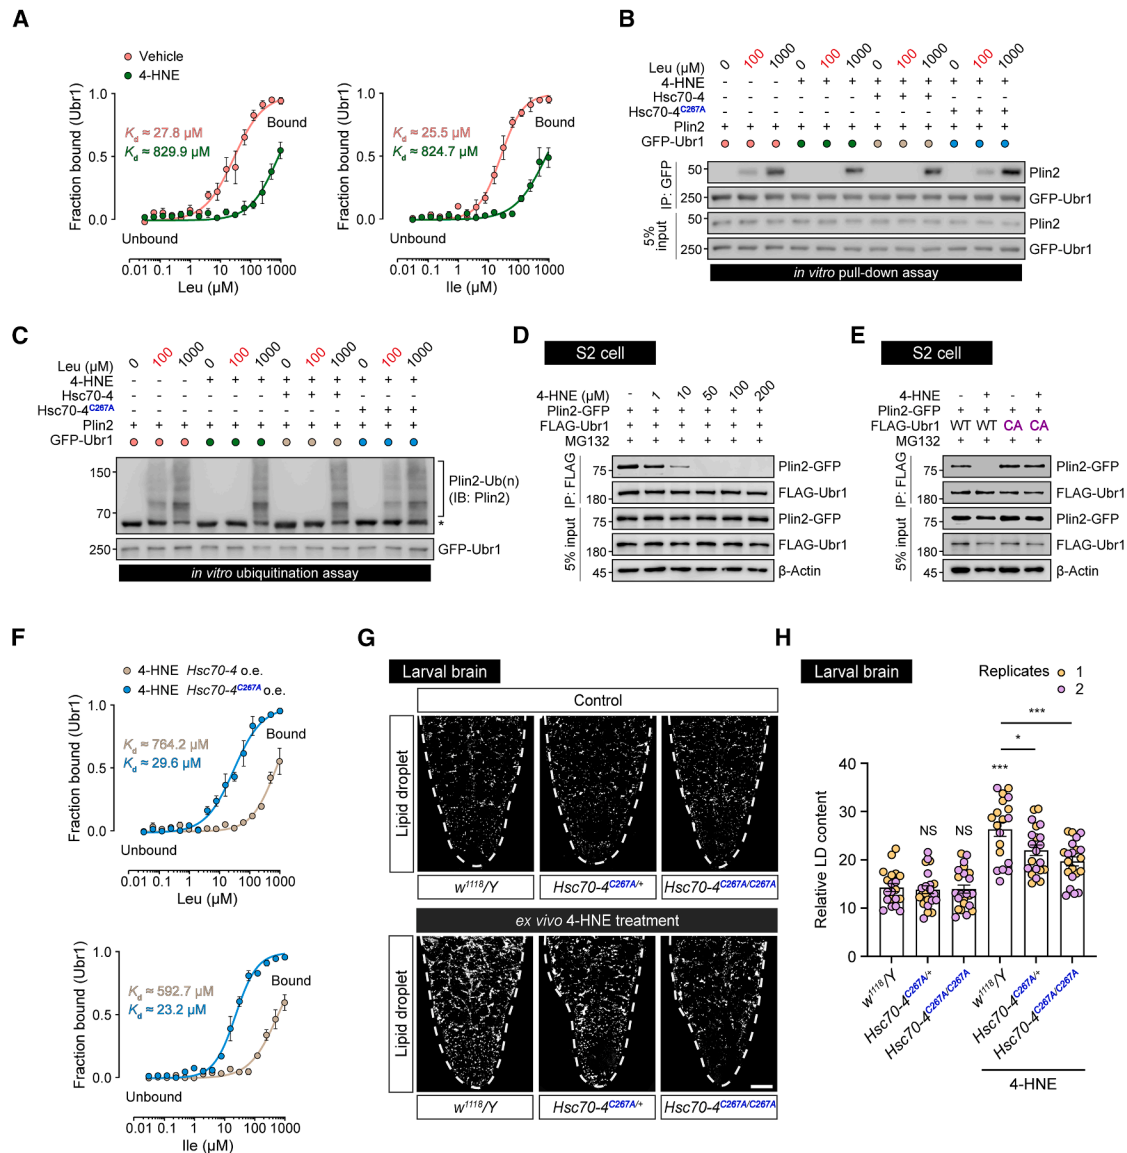 A
Vehicle
4-HNE
Fraction bound (Ubr1)
1.0
0.5
0.0
Kd ≈ 27.8 μM
Kd ≈ 829.9 μM
Bound
Unbound
0.01 0.1 1 10 100 1000
Leu (μM)
Fraction bound (Ubr1)
1.0
0.5
0.0
Kd ≈ 25.5 μM
Kd ≈ 824.7 μM
Bound
Unbound
0.01 0.1 1 10 100 1000
Ile (μM)
B
Leu (μM) 0 100 1000 0 100 1000 0 100 1000 0 100 1000
4-HNE - - - + + + + + + + + +
Hsc70-4 - - - - - - + + + - - -
Hsc70-4C267A - - - - - - - - - + + +
Plin2 + + + + + + + + + + + +
GFP-Ubr1
IP: GFP
50 Plin2
250 GFP-Ubr1
5% input
50 Plin2
250 GFP-Ubr1
in vitro pull-down assay
C
Leu (μM) 0 100 1000 0 100 1000 0 100 1000 0 100 1000
4-HNE - - - + + + + + + + + +
Hsc70-4 - - - - - - + + + - - -
Hsc70-4C267A - - - - - - - - - + + +
Plin2 + + + + + + + + + + + +
GFP-Ubr1
150
70
Plin2-Ub(n)
(IB: Plin2)
*
250 GFP-Ubr1
in vitro ubiquitination assay
D
S2 cell
4-HNE (μM) - 1 10 50 100 200
Plin2-GFP + + + + + +
FLAG-Ubr1 + + + + + +
MG132 + + + + + +
IP: FLAG
75 Plin2-GFP
180 FLAG-Ubr1
5% input
75 Plin2-GFP
180 FLAG-Ubr1
45 β-Actin
E
S2 cell
4-HNE - + - +
Plin2-GFP + + + +
FLAG-Ubr1 WT WT CA CA
MG132 + + + +
IP: FLAG
75 Plin2-GFP
180 FLAG-Ubr1
5% input
75 Plin2-GFP
180 FLAG-Ubr1
45 β-Actin
F
4-HNE Hsc70-4 o.e.
4-HNE Hsc70-4C267A o.e.
Fraction bound (Ubr1)
1.0
0.5
0.0
Kd ≈ 764.2 μM
Kd ≈ 29.6 μM
Bound
Unbound
0.01 0.1 1 10 100 1000
Leu (μM)
Fraction bound (Ubr1)
1.0
0.5
0.0
Kd ≈ 592.7 μM
Kd ≈ 23.2 μM
Bound
Unbound
0.01 0.1 1 10 100 1000
Ile (μM)
G
Larval brain
Control
Lipid droplet
w1118/Y Hsc70-4C267A/+ Hsc70-4C267A/C267A
ex vivo 4-HNE treatment
Lipid droplet
w1118/Y Hsc70-4C267A/+ Hsc70-4C267A/C267A
H
Larval brain
Replicates 1
2
***
*
***
NS NS
Relative LD content
40
30
20
10
0
w1118/Y
Hsc70-4C267A/+
Hsc70-4C267A/C267A
w1118/Y
Hsc70-4C267A/+
Hsc70-4C267A/C267A
4-HNE